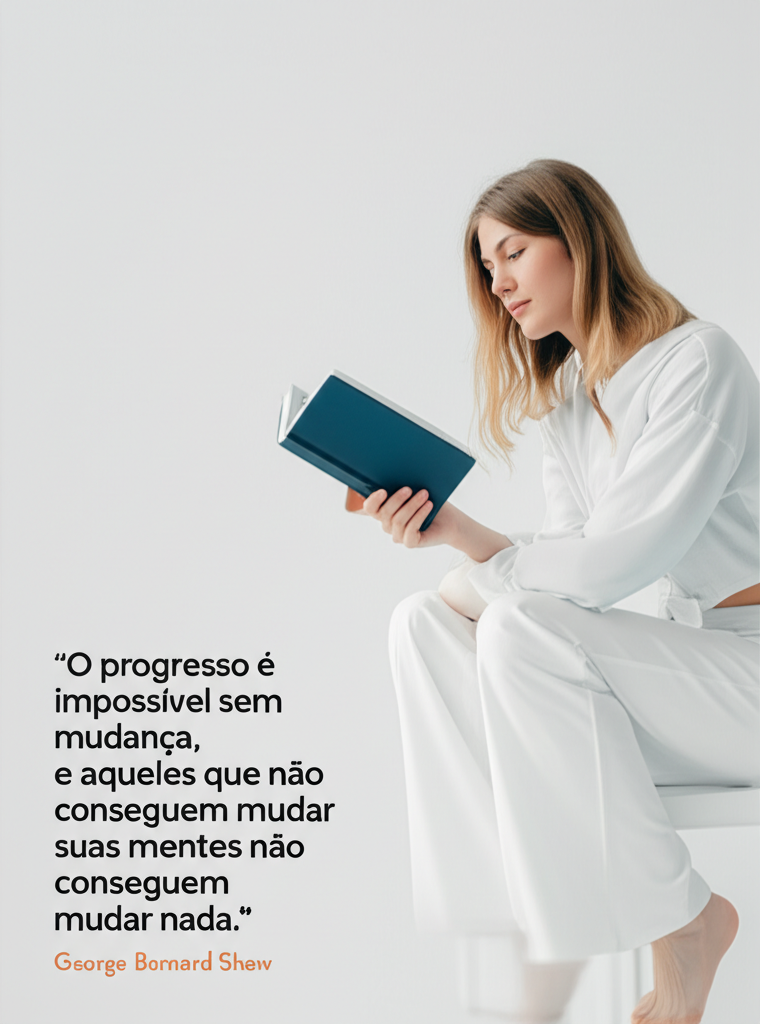 “O progresso é
impossível sem
mudança,
e aqueles que não
conseguem mudar
suas mentes não
conseguem
mudar nada.”
George Bornard Shew